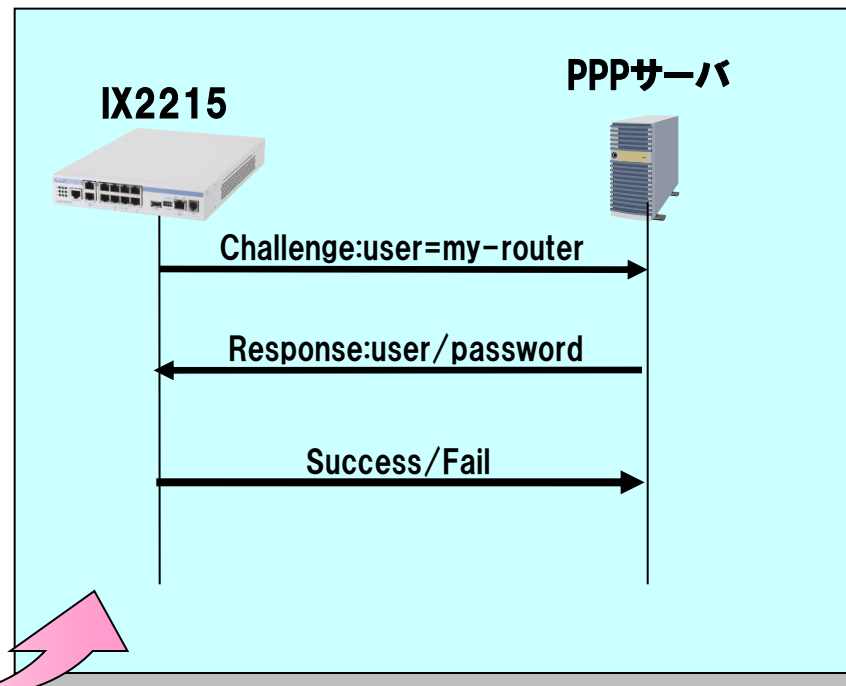 PPPサーバ
IX2215
Challenge:user=my-router
Response:user/password
Success/Fail